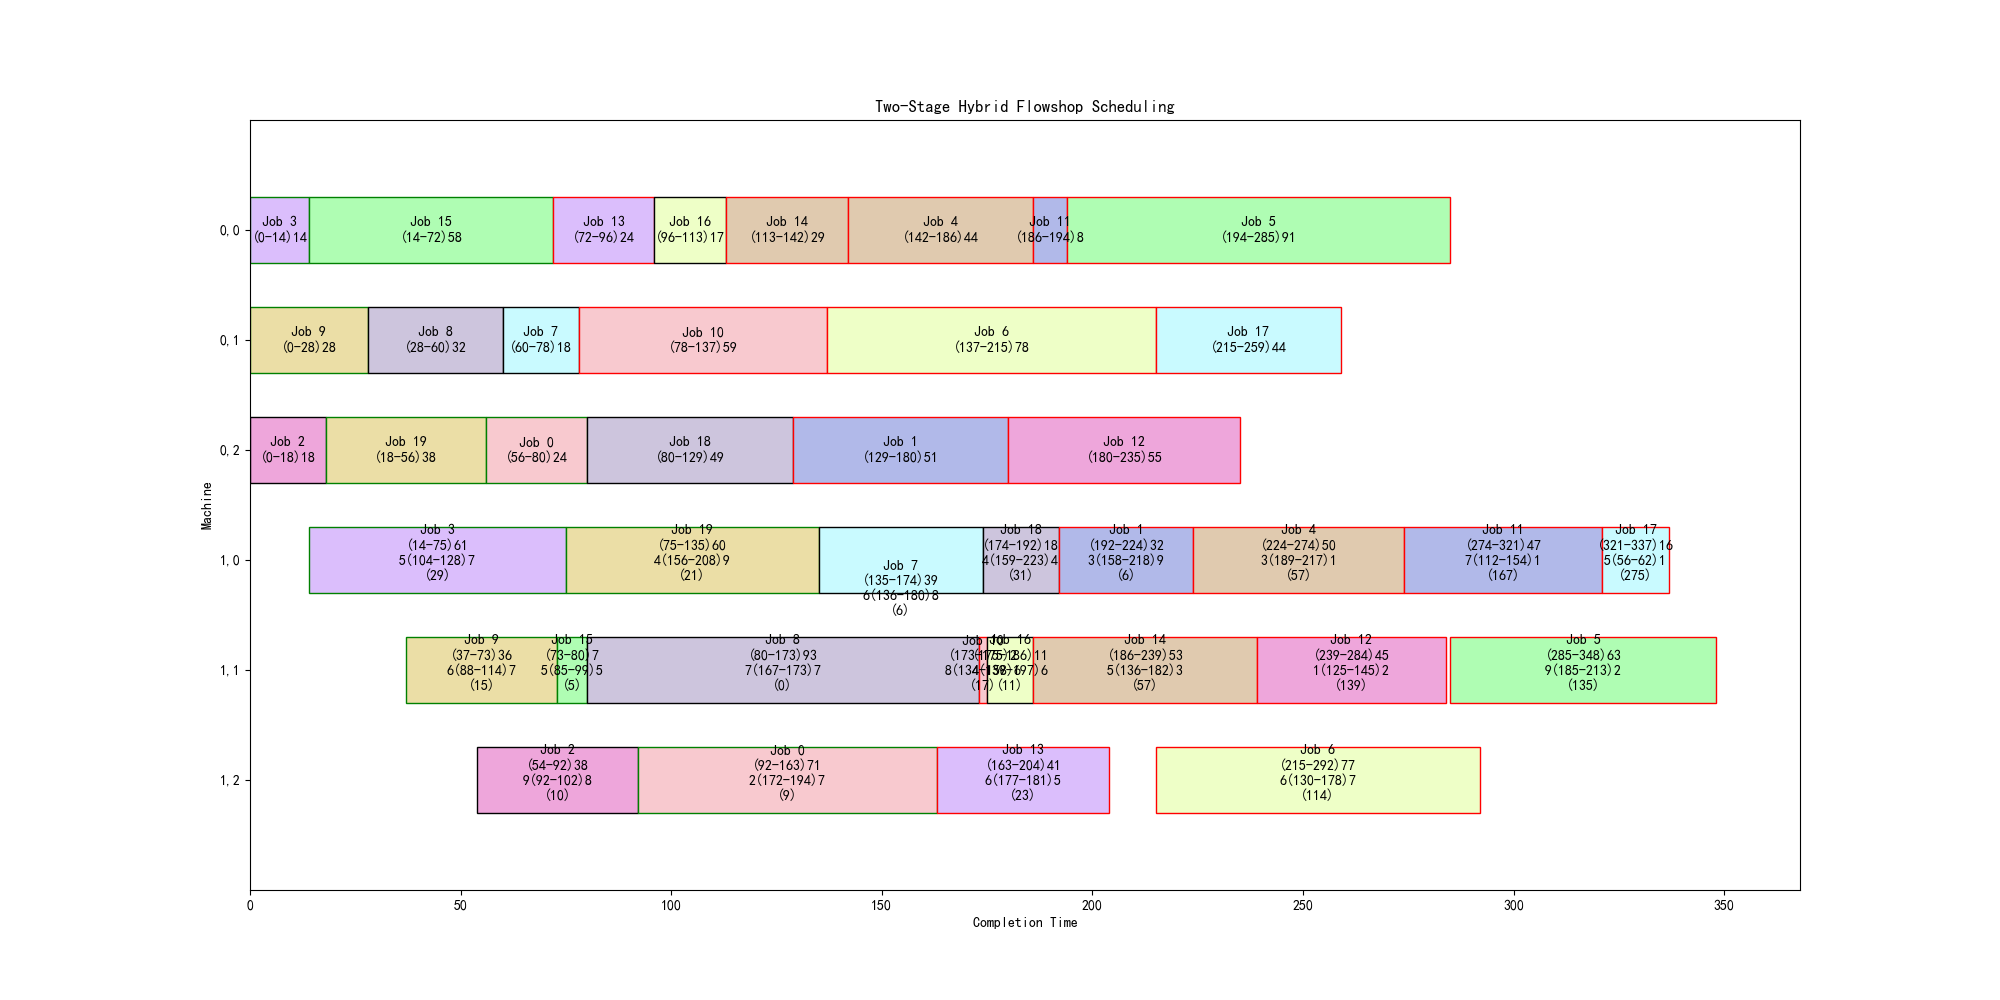 Two-Stage Hybrid Flowshop Scheduling
0,0
Job 3
(0-14)14
Job 15
(14-72)58
Job 13
(72-96)24
Job 16
(96-113)17
Job 14
(113-142)29
Job 4
(142-186)44
Job 11
(186-194)8
Job 5
(194-285)91
0,1
Job 9
(0-28)28
Job 8
(28-60)32
Job 7
(60-78)18
Job 10
(78-137)59
Job 6
(137-215)78
Job 17
(215-259)44
0,2
Job 2
(0-18)18
Job 19
(18-56)38
Job 0
(56-80)24
Job 18
(80-129)49
Job 1
(129-180)51
Job 12
(180-235)55
Machine
1,0
Job 3
(14-75)61
5(104-128)7
(29)
Job 19
(75-135)60
4(156-208)9
(21)
Job 7
(135-174)39
6(136-180)8
(6)
Job 18
(174-192)18
4(159-223)4
(31)
Job 1
(192-224)32
3(158-218)9
(6)
Job 4
(224-274)50
3(189-217)1
(57)
Job 11
(274-321)47
7(112-154)1
(167)
Job 17
(321-337)16
5(56-62)1
(275)
1,1
Job 9
(37-73)36
6(88-114)7
(15)
Job 15
(73-80)7
5(85-99)5
(5)
Job 8
(80-173)93
7(167-173)7
(0)
Job
(17)
Job 16
(175-186)11
(11)
Job 14
(186-239)53
5(136-182)3
(57)
Job 12
(239-284)45
1(125-145)2
(139)
Job 5
(285-348)63
9(185-213)2
(135)
1,2
Job 2
(54-92)38
9(92-102)8
(10)
Job 0
(92-163)71
2(172-194)7
(9)
Job 13
(163-204)41
6(177-181)5
(23)
Job 6
(215-292)77
6(130-178)7
(114)
0
50
100
150
200
250
300
350
Completion Time